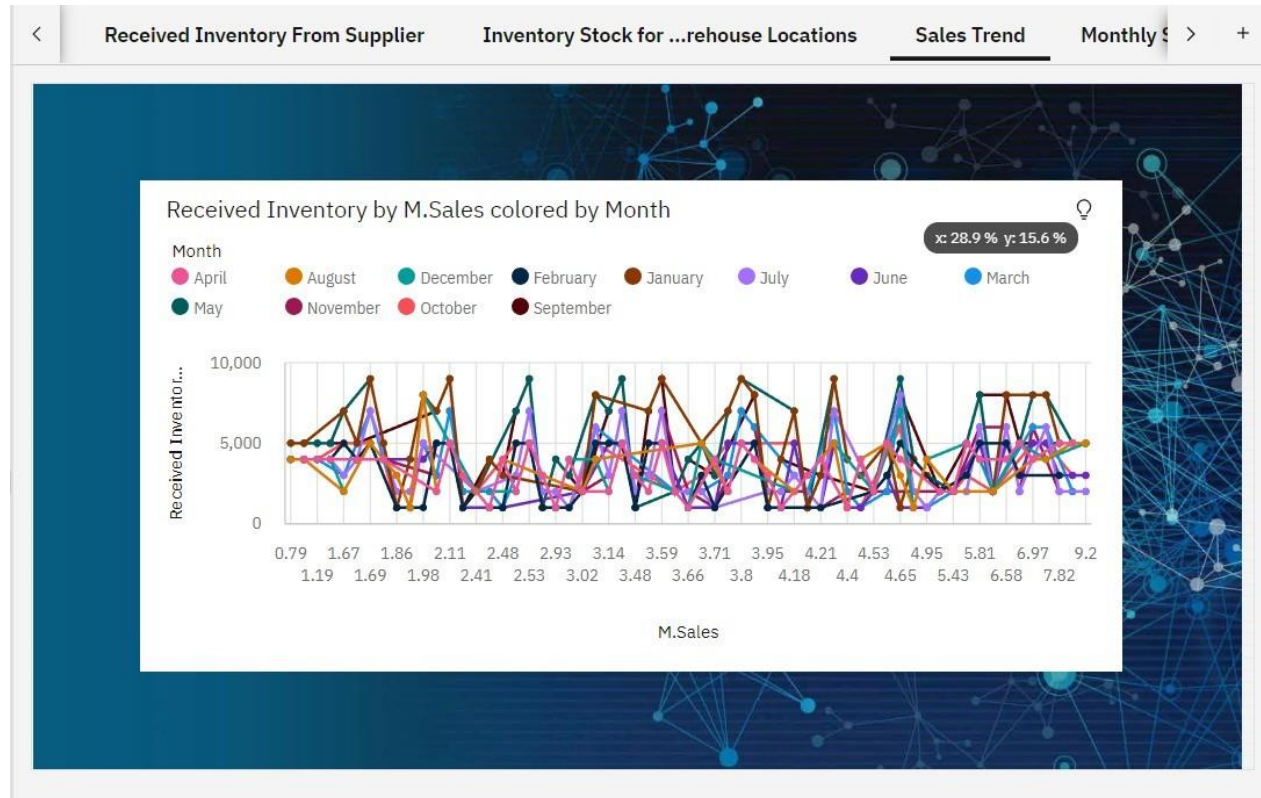 Received Inventory From Supplier Inventory Stock for ...rehouse Locations Sales Trend Monthly S
Received Inventory by M.Sales colored by Month
x: 28.9 % y: 15.6 %
Month
April August December February January July June March
May November October September
Received Inventor...
10,000
5,000
0
0.79 1.67 1.86 2.11 2.48 2.93 3.14 3.59 3.71 3.95 4.21 4.53 4.95 5.81 6.97 9.2
1.19 1.69 1.98 2.41 2.53 3.02 3.48 3.66 3.8 4.18 4.4 4.65 5.43 6.58 7.82
M.Sales